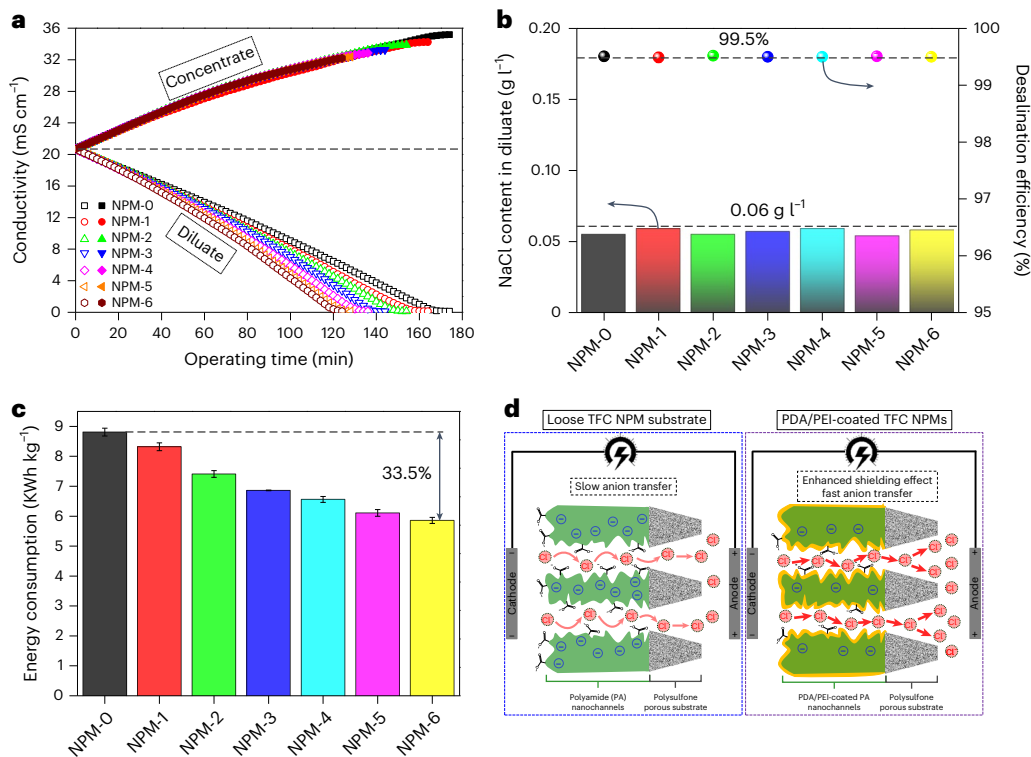 a
Conductivity (mS cm⁻¹)
36
32
28
24
20
16
12
8
4
0
Concentrate
Diluate
NPM-0
NPM-1
NPM-2
NPM-3
NPM-4
NPM-5
NPM-6
0 20 40 60 80 100 120 140 160 180
Operating time (min)
b
NaCl content in diluate (g l⁻¹)
0.20
0.15
0.10
0.05
0
99.5%
0.06 g l⁻¹
100
99
98
97
96
95
Desalination efficiency (%)
NPM-0 NPM-1 NPM-2 NPM-3 NPM-4 NPM-5 NPM-6
c
Energy consumption (KWh kg⁻¹)
9
8
7
6
5
4
3
2
1
0
33.5%
NPM-0 NPM-1 NPM-2 NPM-3 NPM-4 NPM-5 NPM-6
d
Loose TFC NPM substrate
Slow anion transfer
Cathode
Anode
Polyamide (PA)
nanochannels
Polysulfone
porous substrate
PDA/PEI-coated TFC NPMs
Enhanced shielding effect
fast anion transfer
Cathode
Anode
PDA/PEI-coated PA
nanochannels
Polysulfone
porous substrate